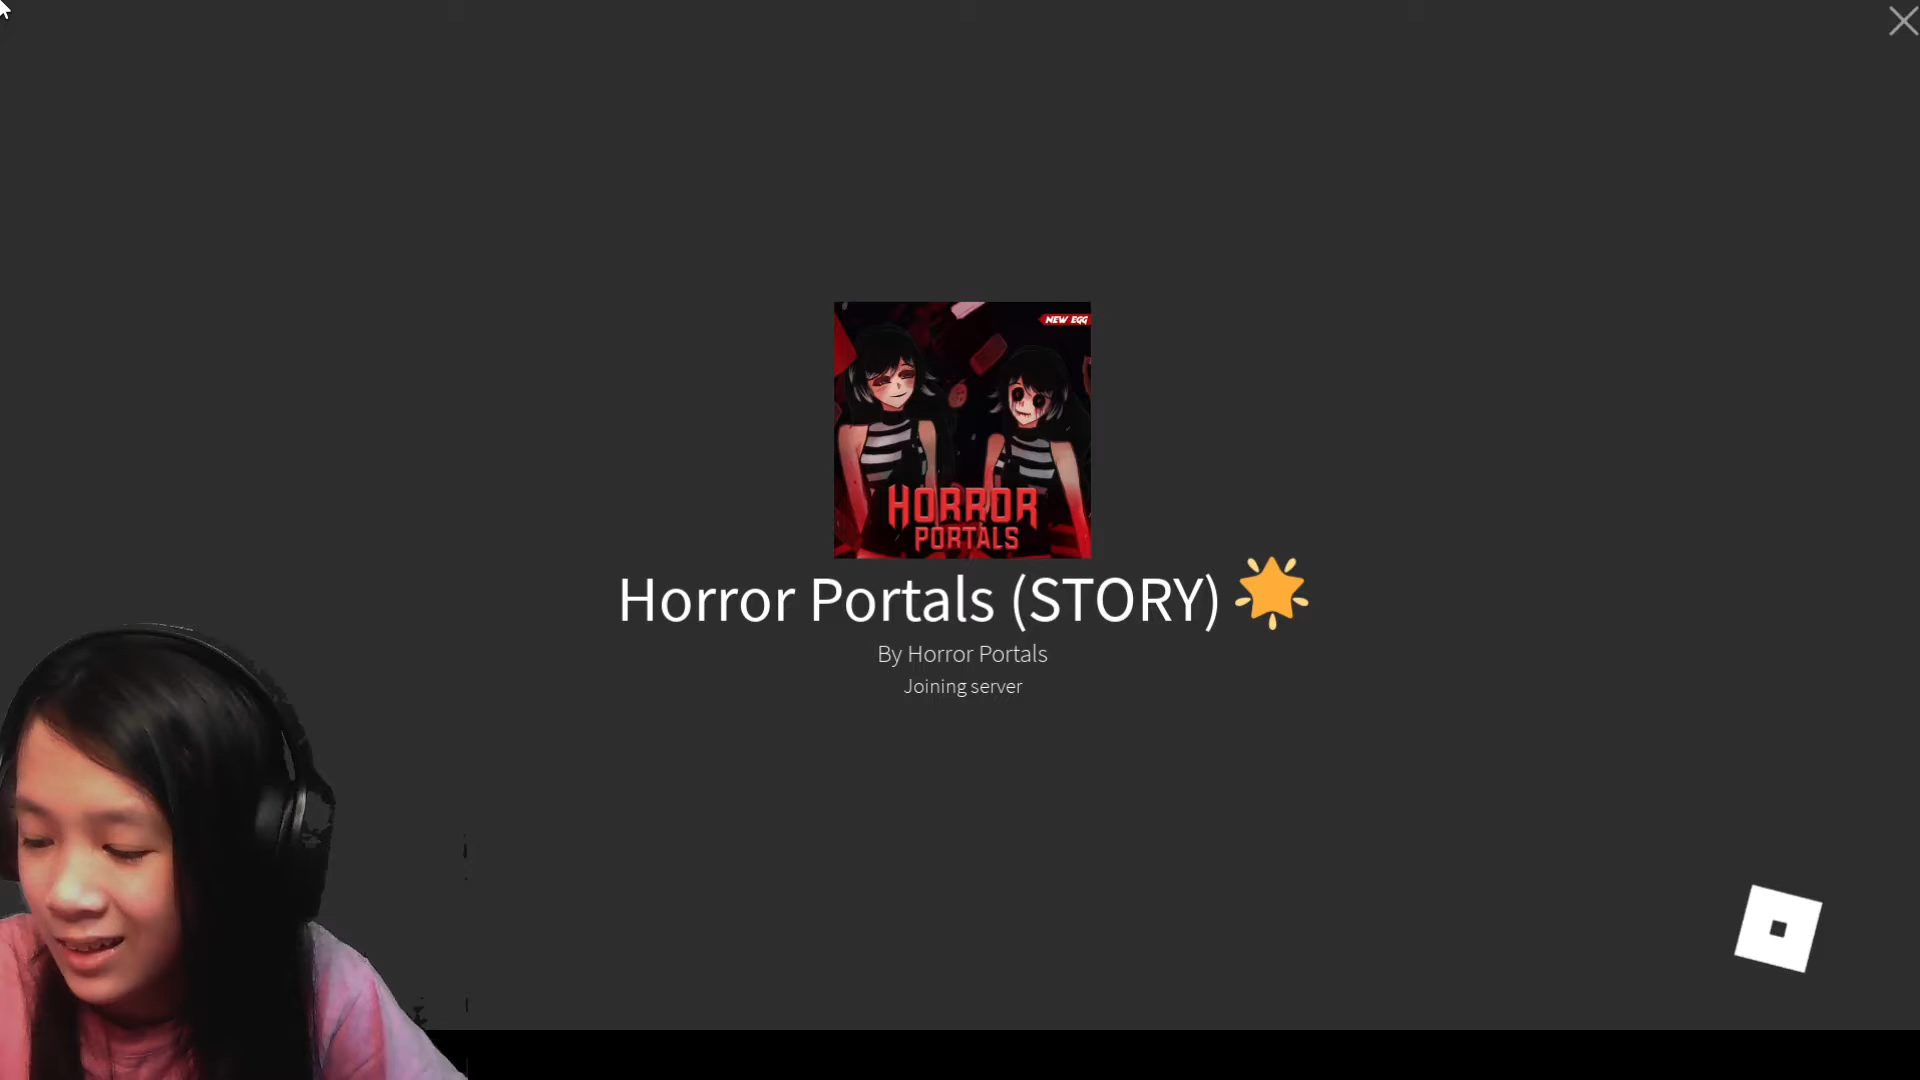 NEW EGG
HORROR
PORTALS
Horror Portals (STORY) 🌟
By Horror Portals
Joining server